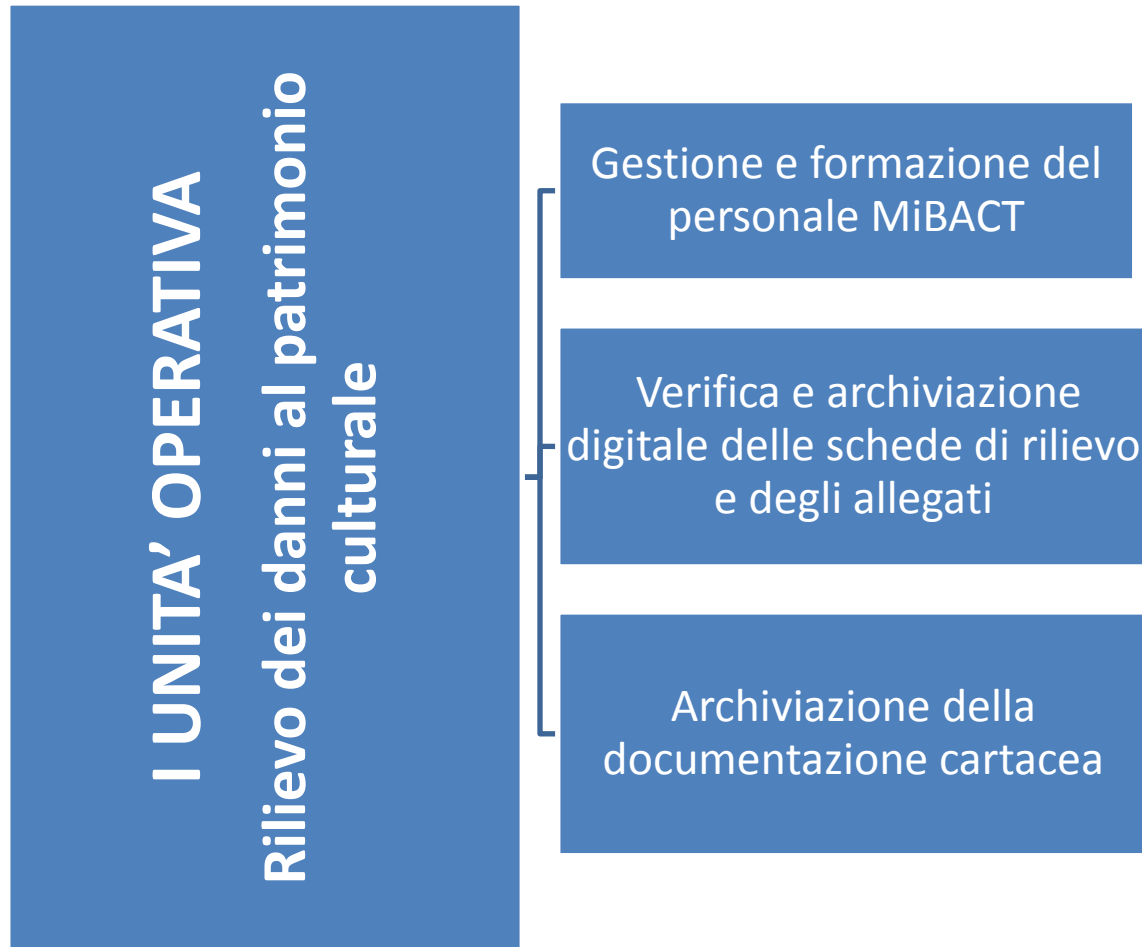 I UNITA’ OPERATIVA
Rilievo dei danni al patrimonio
culturale
Gestione e formazione del
personale MiBACT
Verifica e archiviazione
digitale delle schede di rilievo
e degli allegati
Archiviazione della
documentazione cartacea